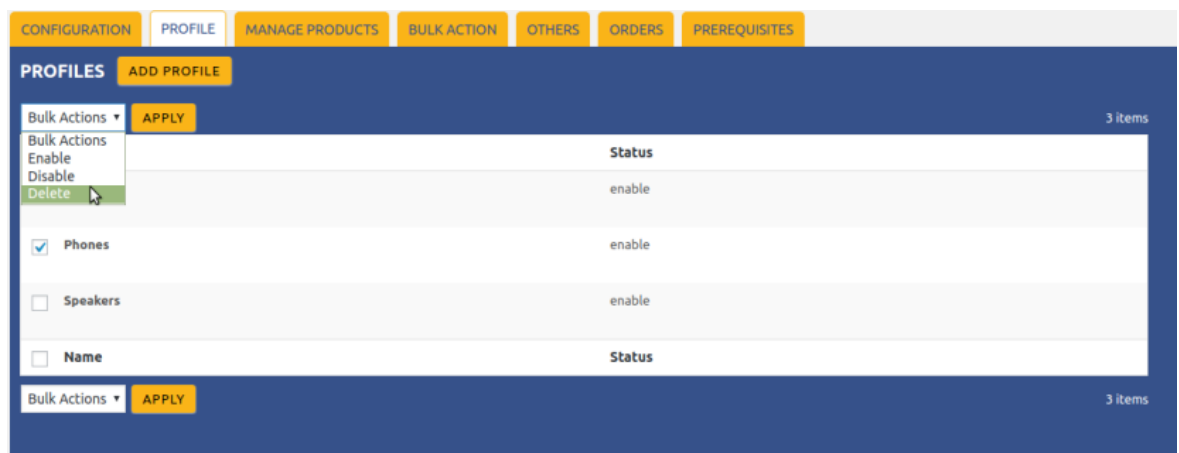 CONFIGURATION PROFILE MANAGE PRODUCTS BULK ACTION OTHERS ORDERS PREREQUISITES
PROFILES ADD PROFILE
Bulk Actions ▾ APPLY 3 items
Bulk Actions
Enable
Disable
Delete
Status
enable
Phones enable
Speakers enable
Name Status
Bulk Actions ▾ APPLY 3 items